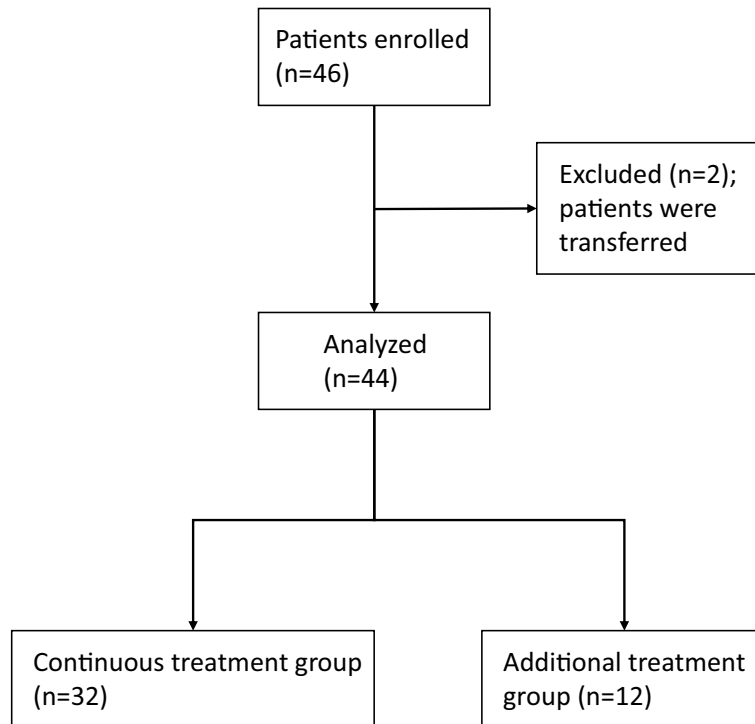 Patients enrolled
(n=46)
Excluded (n=2);
patients were
transferred
Analyzed
(n=44)
Continuous treatment group
(n=32)
Additional treatment
group (n=12)